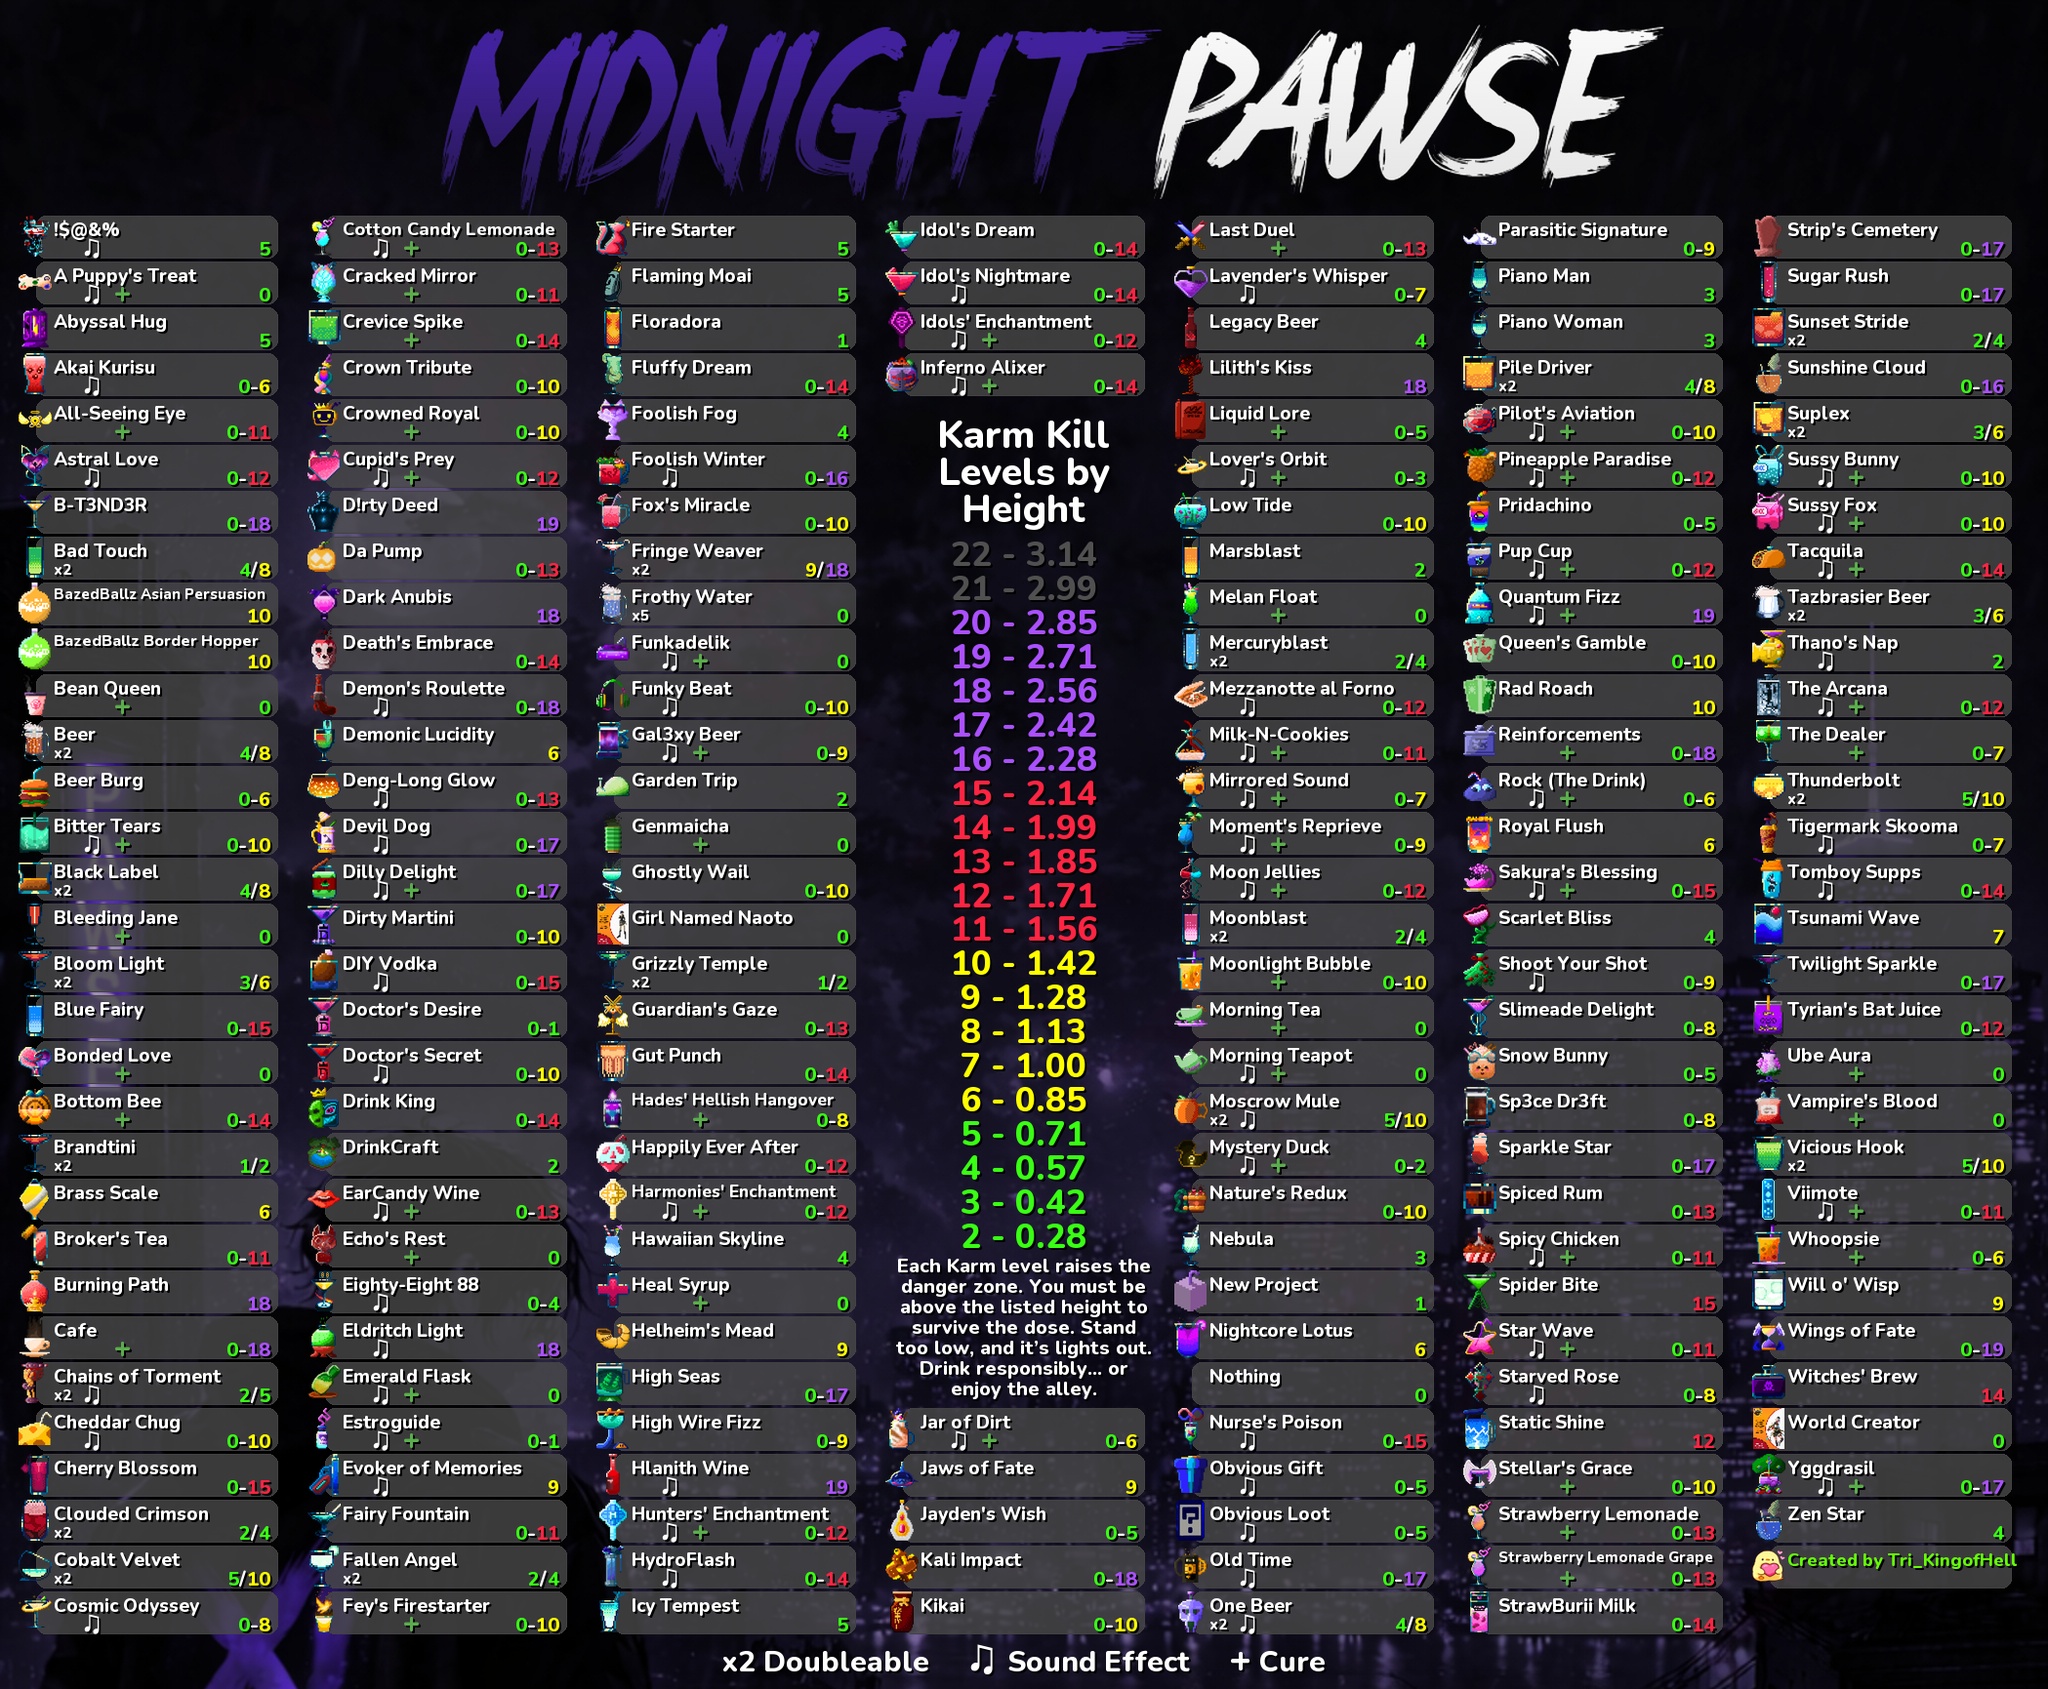 MIDNIGHT PAWSE
!$@&%
♫ 5
A Puppy's Treat
♫ + 0
Abyssal Hug
5
Akai Kurisu
♫ 0-6
All-Seeing Eye
+ 0-11
Astral Love
♫ 0-12
B-T3ND3R
0-18
Bad Touch
x2 4/8
BazedBallz Asian Persuasion
10
BazedBallz Border Hopper
10
Bean Queen
+ 0
Beer
x2 4/8
Beer Burg
0-6
Bitter Tears
♫ + 0-10
Black Label
x2 4/8
Bleeding Jane
+ 0
Bloom Light
x2 3/6
Blue Fairy
0-15
Bonded Love
+ 0
Bottom Bee
+ 0-14
Brandtini
x2 1/2
Brass Scale
6
Broker's Tea
0-11
Burning Path
18
Cafe
+ 0-18
Chains of Torment
x2 ♫ 2/5
Cheddar Chug
♫ 0-10
Cherry Blossom
0-15
Clouded Crimson
x2 2/4
Cobalt Velvet
x2 5/10
Cosmic Odyssey
♫ 0-8
Cotton Candy Lemonade
♫ + 0-13
Cracked Mirror
+ 0-11
Crevice Spike
+ 0-14
Crown Tribute
0-10
Crowned Royal
+ 0-10
Cupid's Prey
♫ + 0-12
D!rty Deed
19
Da Pump
0-13
Dark Anubis
18
Death's Embrace
0-14
Demon's Roulette
♫ 0-18
Demonic Lucidity
6
Deng-Long Glow
♫ 0-13
Devil Dog
♫ 0-17
Dilly Delight
♫ + 0-17
Dirty Martini
0-10
DIY Vodka
♫ 0-15
Doctor's Desire
0-1
Doctor's Secret
♫ 0-10
Drink King
0-14
DrinkCraft
2
EarCandy Wine
♫ + 0-13
Echo's Rest
+ 0
Eighty-Eight 88
♫ 0-4
Eldritch Light
♫ 18
Emerald Flask
♫ + 0
Estroguide
♫ + 0-1
Evoker of Memories
♫ 9
Fairy Fountain
0-11
Fallen Angel
x2 2/4
Fey's Firestarter
+ 0-10
Fire Starter
5
Flaming Moai
5
Floradora
1
Fluffy Dream
0-14
Foolish Fog
4
Foolish Winter
♫ 0-16
Fox's Miracle
0-10
Fringe Weaver
x2 9/18
Frothy Water
x5 0
Funkadelik
♫ + 0
Funky Beat
♫ 0-10
Gal3xy Beer
♫ + 0-9
Garden Trip
2
Genmaicha
+ 0
Ghostly Wail
0-10
Girl Named Naoto
0
Grizzly Temple
x2 1/2
Guardian's Gaze
0-13
Gut Punch
0-14
Hades' Hellish Hangover
+ 0-8
Happily Ever After
0-12
Harmonies' Enchantment
♫ + 0-12
Hawaiian Skyline
4
Heal Syrup
+ 0
Helheim's Mead
9
High Seas
0-17
High Wire Fizz
0-9
Hlanith Wine
19
Hunters' Enchantment
♫ + 0-12
HydroFlash
♫ 0-14
Icy Tempest
5
Idol's Dream
0-14
Idol's Nightmare
♫ 0-14
Idols' Enchantment
♫ + 0-12
Inferno Alixer
♫ + 0-14
Karm Kill
Levels by
Height
22 - 3.14
21 - 2.99
20 - 2.85
19 - 2.71
18 - 2.56
17 - 2.42
16 - 2.28
15 - 2.14
14 - 1.99
13 - 1.85
12 - 1.71
11 - 1.56
10 - 1.42
9 - 1.28
8 - 1.13
7 - 1.00
6 - 0.85
5 - 0.71
4 - 0.57
3 - 0.42
2 - 0.28
Each Karm level raises the
danger zone. You must be
above the listed height to
survive the dose. Stand
too low, and it's lights out.
Drink responsibly... or
enjoy the alley.
Jar of Dirt
♫ + 0-6
Jaws of Fate
9
Jayden's Wish
0-5
Kali Impact
0-18
Kikai
0-10
Last Duel
+ 0-13
Lavender's Whisper
♫ 0-7
Legacy Beer
4
Lilith's Kiss
18
Liquid Lore
+ 0-5
Lover's Orbit
♫ + 0-3
Low Tide
0-10
Marsblast
2
Melan Float
+ 0
Mercuryblast
x2 2/4
Mezzanotte al Forno
♫ 0-12
Milk-N-Cookies
♫ + 0-11
Mirrored Sound
♫ + 0-7
Moment's Reprieve
♫ + 0-9
Moon Jellies
♫ + 0-12
Moonblast
x2 2/4
Moonlight Bubble
+ 0-10
Morning Tea
+ 0
Morning Teapot
♫ + 0
Moscrow Mule
x2 ♫ 5/10
Mystery Duck
♫ + 0-2
Nature's Redux
0-10
Nebula
3
New Project
1
Nightcore Lotus
6
Nothing
0
Nurse's Poison
♫ 0-15
Obvious Gift
♫ 0-5
Obvious Loot
♫ 0-5
Old Time
♫ 0-17
One Beer
x2 ♫ 4/8
Parasitic Signature
0-9
Piano Man
3
Piano Woman
3
Pile Driver
x2 4/8
Pilot's Aviation
♫ + 0-10
Pineapple Paradise
♫ + 0-12
Pridachino
0-5
Pup Cup
♫ + 0-12
Quantum Fizz
♫ + 19
Queen's Gamble
0-10
Rad Roach
10
Reinforcements
+ 0-18
Rock (The Drink)
♫ + 0-6
Royal Flush
6
Sakura's Blessing
♫ + 0-15
Scarlet Bliss
4
Shoot Your Shot
♫ 0-9
Slimeade Delight
0-8
Snow Bunny
0-5
Sp3ce Dr3ft
0-8
Sparkle Star
0-17
Spiced Rum
0-13
Spicy Chicken
♫ + 0-11
Spider Bite
15
Star Wave
♫ + 0-11
Starved Rose
♫ 0-8
Static Shine
12
Stellar's Grace
+ 0-10
Strawberry Lemonade
+ 0-13
Strawberry Lemonade Grape
+ 0-13
StrawBurii Milk
0-14
Strip's Cemetery
0-17
Sugar Rush
0-17
Sunset Stride
x2 2/4
Sunshine Cloud
0-16
Suplex
x2 3/6
Sussy Bunny
♫ + 0-10
Sussy Fox
♫ + 0-10
Tacquila
♫ + 0-14
Tazbrasier Beer
x2 3/6
Thano's Nap
♫ 2
The Arcana
♫ + 0-12
The Dealer
+ 0-7
Thunderbolt
x2 5/10
Tigermark Skooma
♫ 0-7
Tomboy Supps
♫ 0-14
Tsunami Wave
7
Twilight Sparkle
0-17
Tyrian's Bat Juice
0-12
Ube Aura
+ 0
Vampire's Blood
+ 0
Vicious Hook
x2 5/10
Viimote
♫ + 0-11
Whoopsie
+ 0-6
Will o' Wisp
9
Wings of Fate
0-19
Witches' Brew
14
World Creator
0
Yggdrasil
♫ + 0-17
Zen Star
4
Created by Tri_KingofHell
x2 Doubleable ♫ Sound Effect + Cure